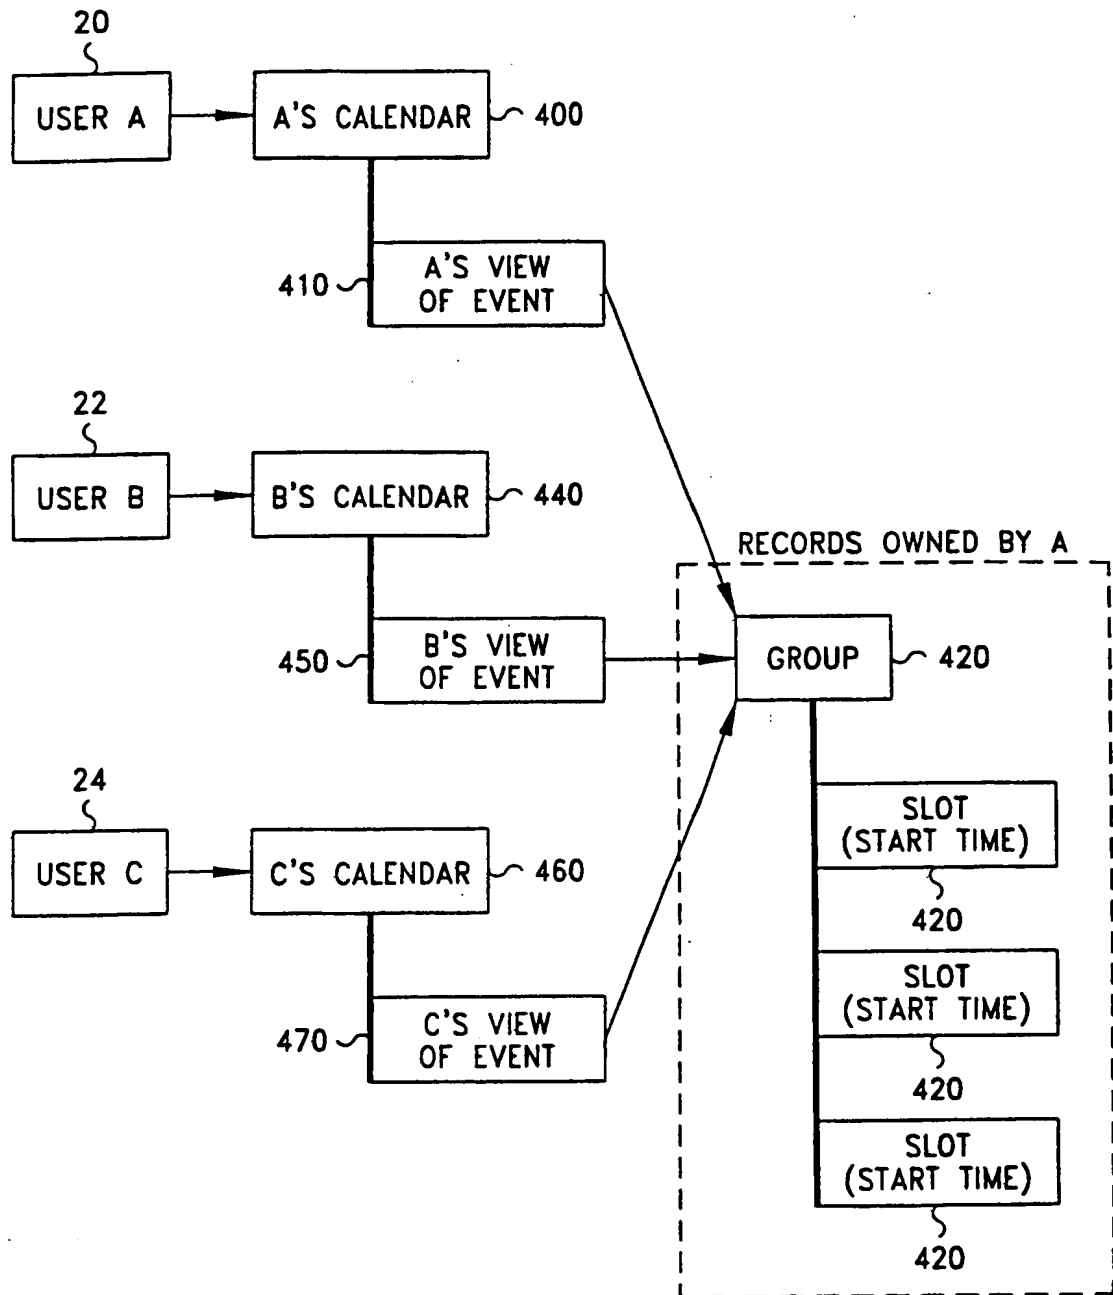 20
USER A
A'S CALENDAR
400
410
A'S VIEW
OF EVENT
22
USER B
B'S CALENDAR
440
RECORDS OWNED BY A
450
B'S VIEW
OF EVENT
GROUP
420
24
USER C
C'S CALENDAR
460
SLOT
(START TIME)
420
470
C'S VIEW
OF EVENT
SLOT
(START TIME)
420
SLOT
(START TIME)
420